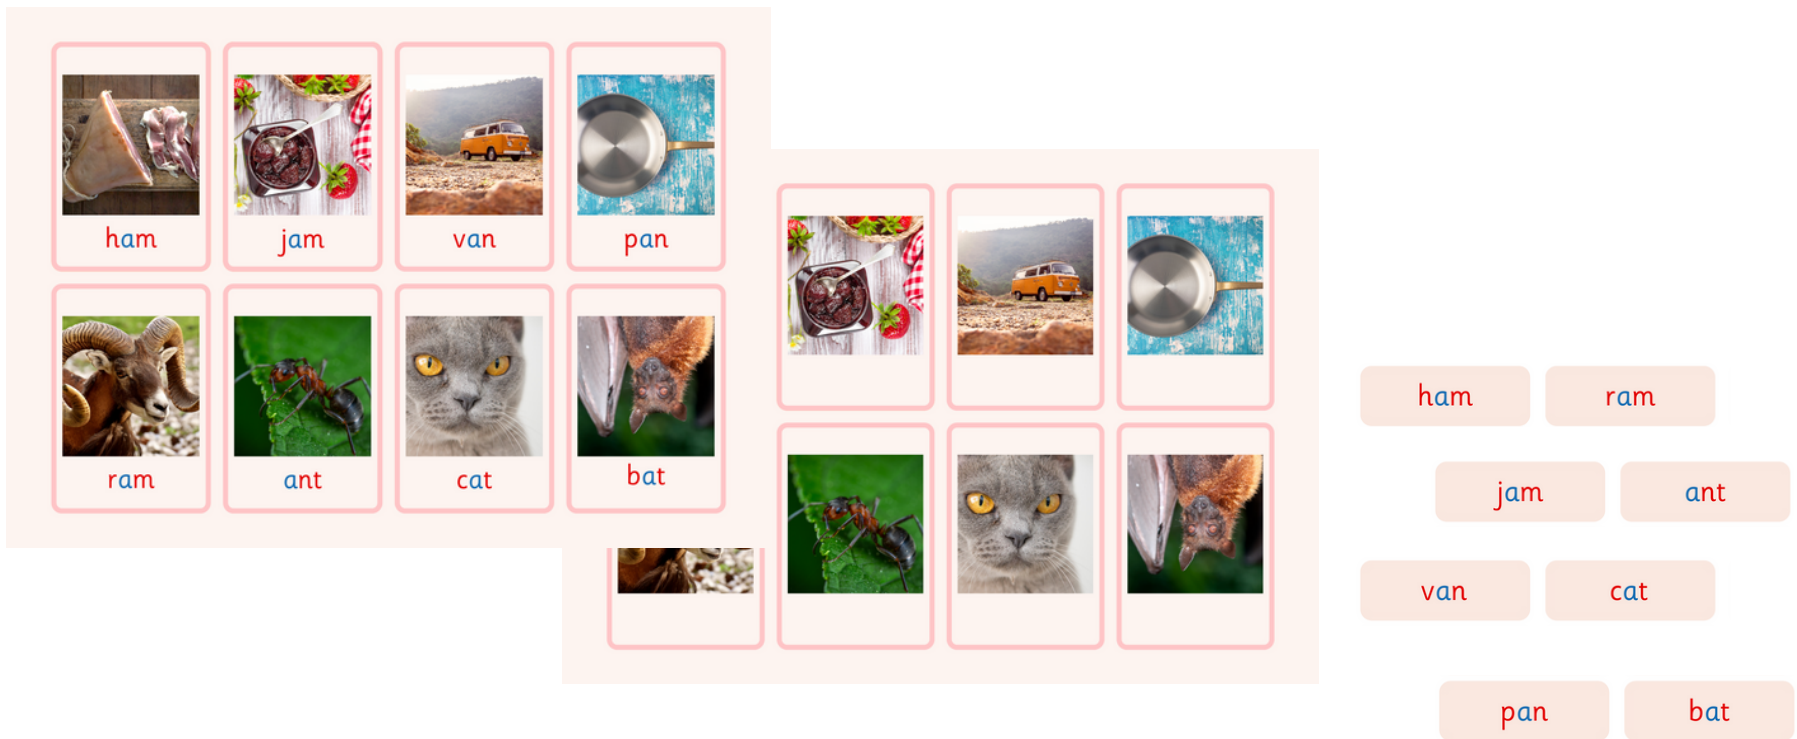 ham jam van pan
ram ant cat bat
ham ram
jam ant
van cat
pan bat